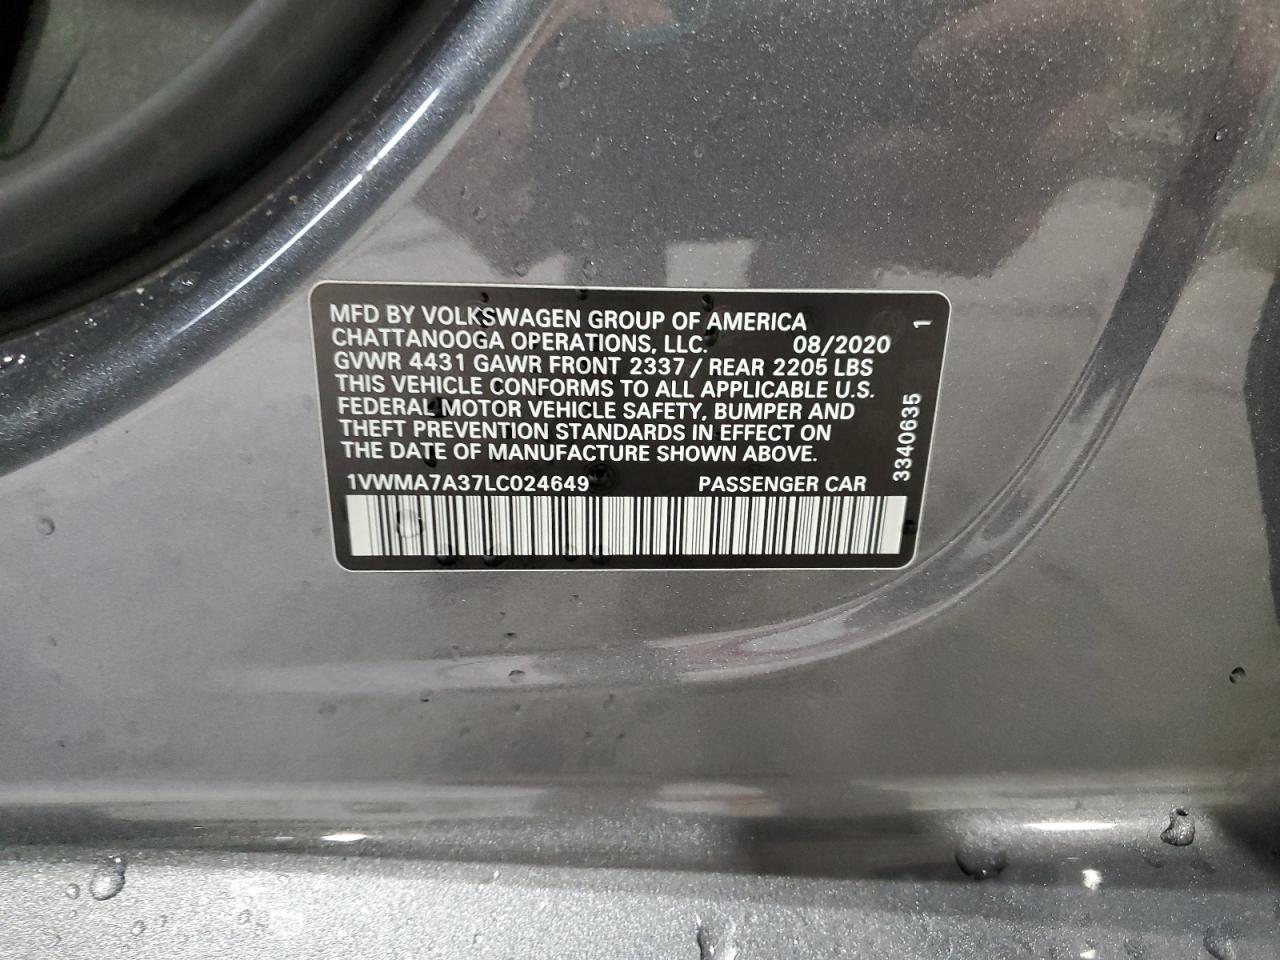 MFD BY VOLKSWAGEN GROUP OF AMERICA
CHATTANOOGA OPERATIONS, LLC. 08/2020
GVWR 4431 GAWR FRONT 2337 / REAR 2205 LBS
THIS VEHICLE CONFORMS TO ALL APPLICABLE U.S.
FEDERAL MOTOR VEHICLE SAFETY, BUMPER AND
THEFT PREVENTION STANDARDS IN EFFECT ON
THE DATE OF MANUFACTURE SHOWN ABOVE.
1VWMA7A37LC024649 PASSENGER CAR
3340635 1